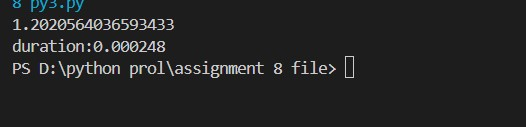 8 py3.py
1.2020564036593433
duration:0.000248
PS D:\python prol\assignment 8 file>